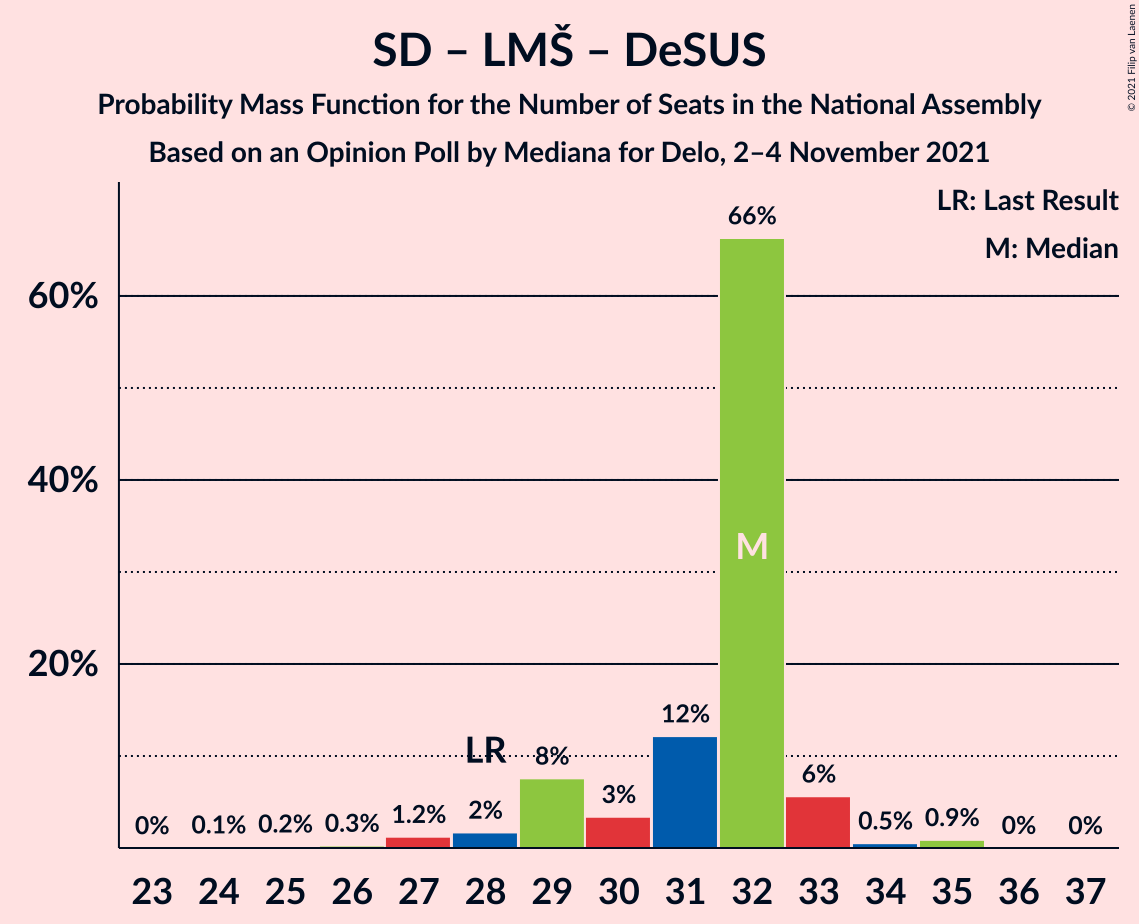 SD – LMŠ – DeSUS
Probability Mass Function for the Number of Seats in the National Assembly
Based on an Opinion Poll by Mediana for Delo, 2–4 November 2021
© 2021 Filip van Laenen
LR: Last Result
M: Median
60%
40%
20%
66%
M
12%
LR
8%
6%
3%
2%
1.2%
0.9%
0.5%
0.3%
0.2%
0.1%
0%
0%
0%
23 24 25 26 27 28 29 30 31 32 33 34 35 36 37